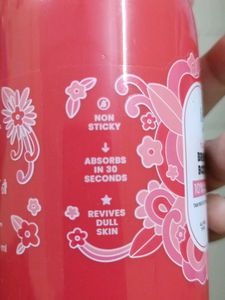 NON
STICKY
ABSORBS
IN 30
SECONDS
REVIVES
DULL
SKIN